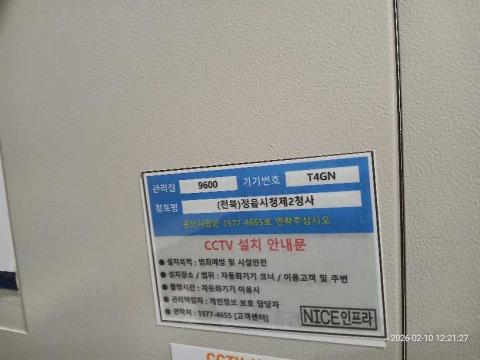 관리점 9600 기기번호 T4GN
점포명 (전북)정읍시청제2청사
문의사항은 1577-4655로 연락주십시오
CCTV 설치 안내문
● 설치목적 : 범죄예방 및 시설안전
● 설치장소 / 범위 : 자동화기기 코너 / 이용고객 및 주변
● 촬영시간 : 자동화기기 이용시
● 관리책임자 : 개인정보 보호 담당자
● 연락처 : 1577-4655 [고객센터]
NICE인프라
2026-02-10 12:21:27